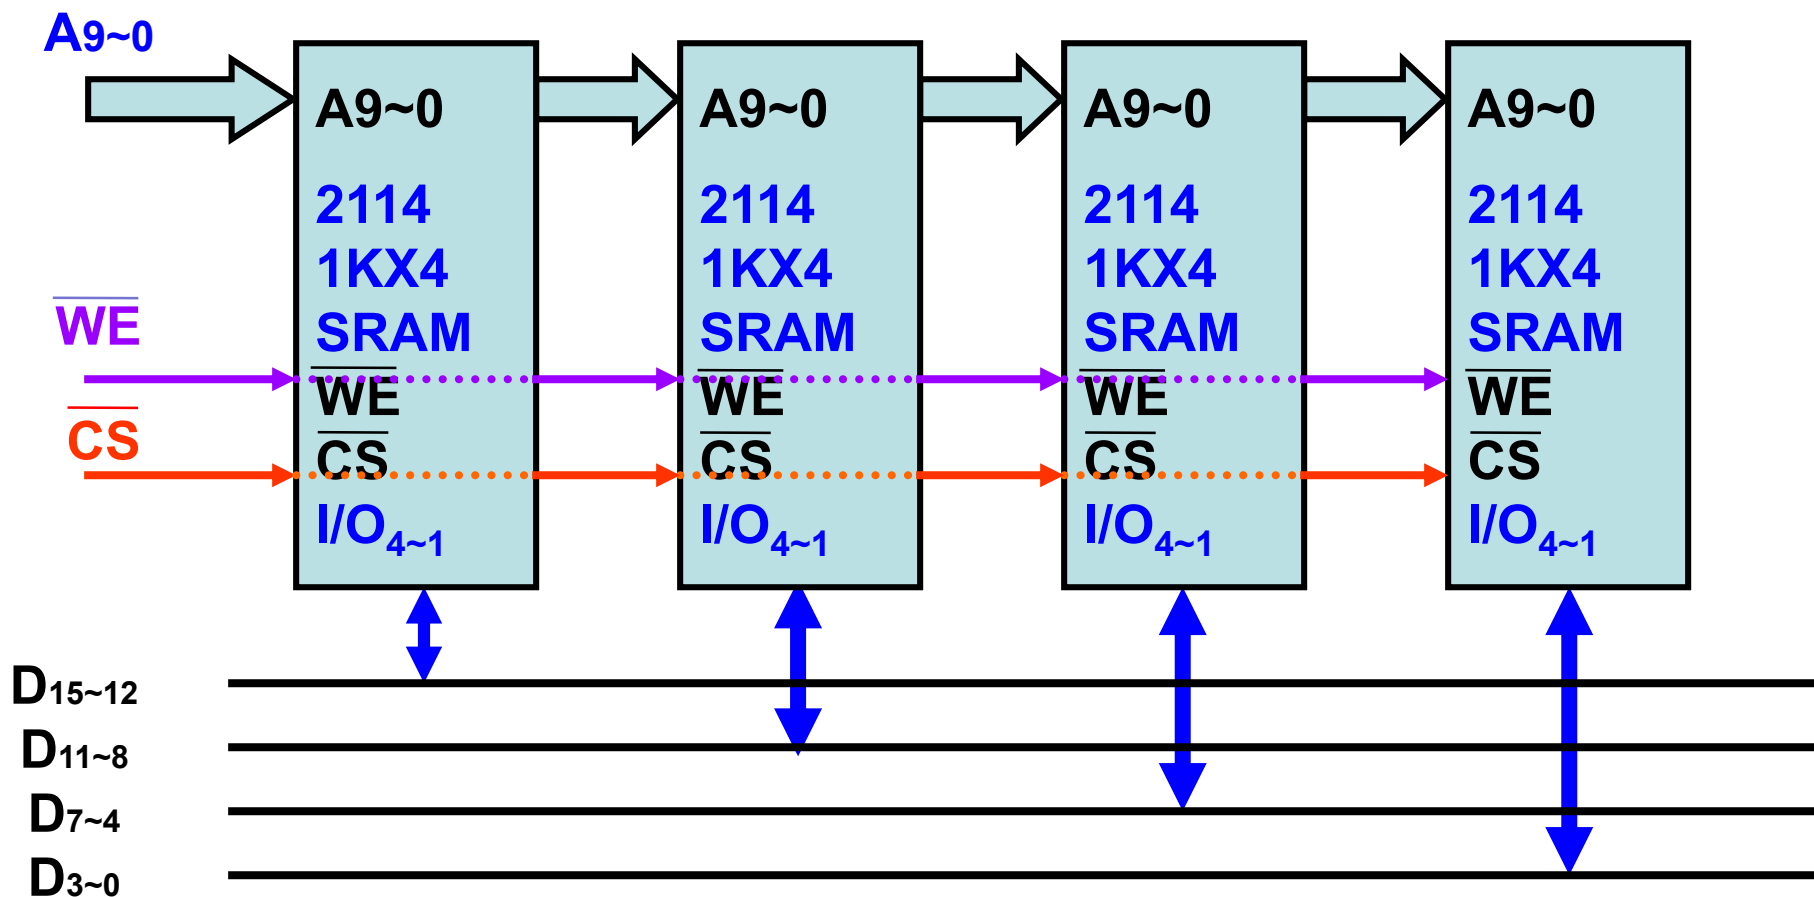 A9~0
A9~0
2114
1KX4
SRAM
WE
CS
I/O4~1
A9~0
2114
1KX4
SRAM
WE
CS
I/O4~1
A9~0
2114
1KX4
SRAM
WE
CS
I/O4~1
A9~0
2114
1KX4
SRAM
WE
CS
I/O4~1
WE
CS
D15~12
D11~8
D7~4
D3~0